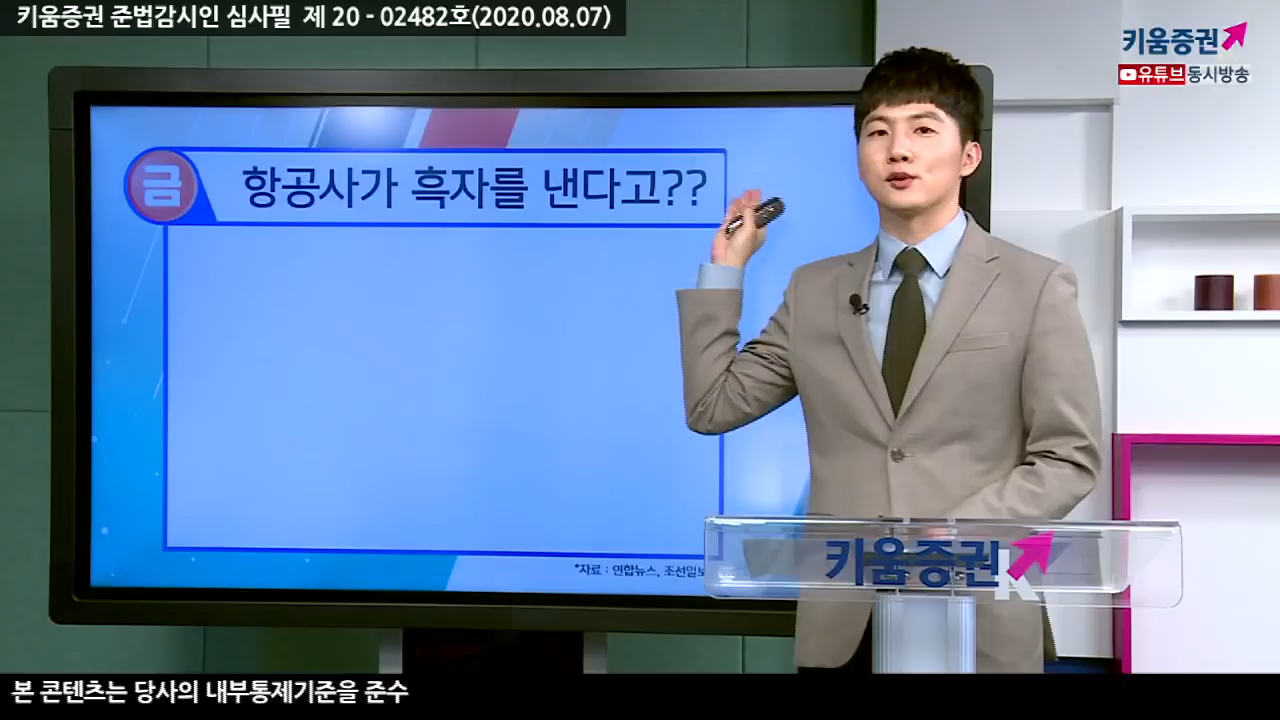 키움증권 준법감시인 심사필 제 20 - 02482호(2020.08.07)
키움증권
유튜브동시방송
금 항공사가 흑자를 낸다고??
*자료 : 연합뉴스, 조선일보
키움증권
K
본 콘텐츠는 당사의 내부통제기준을 준수